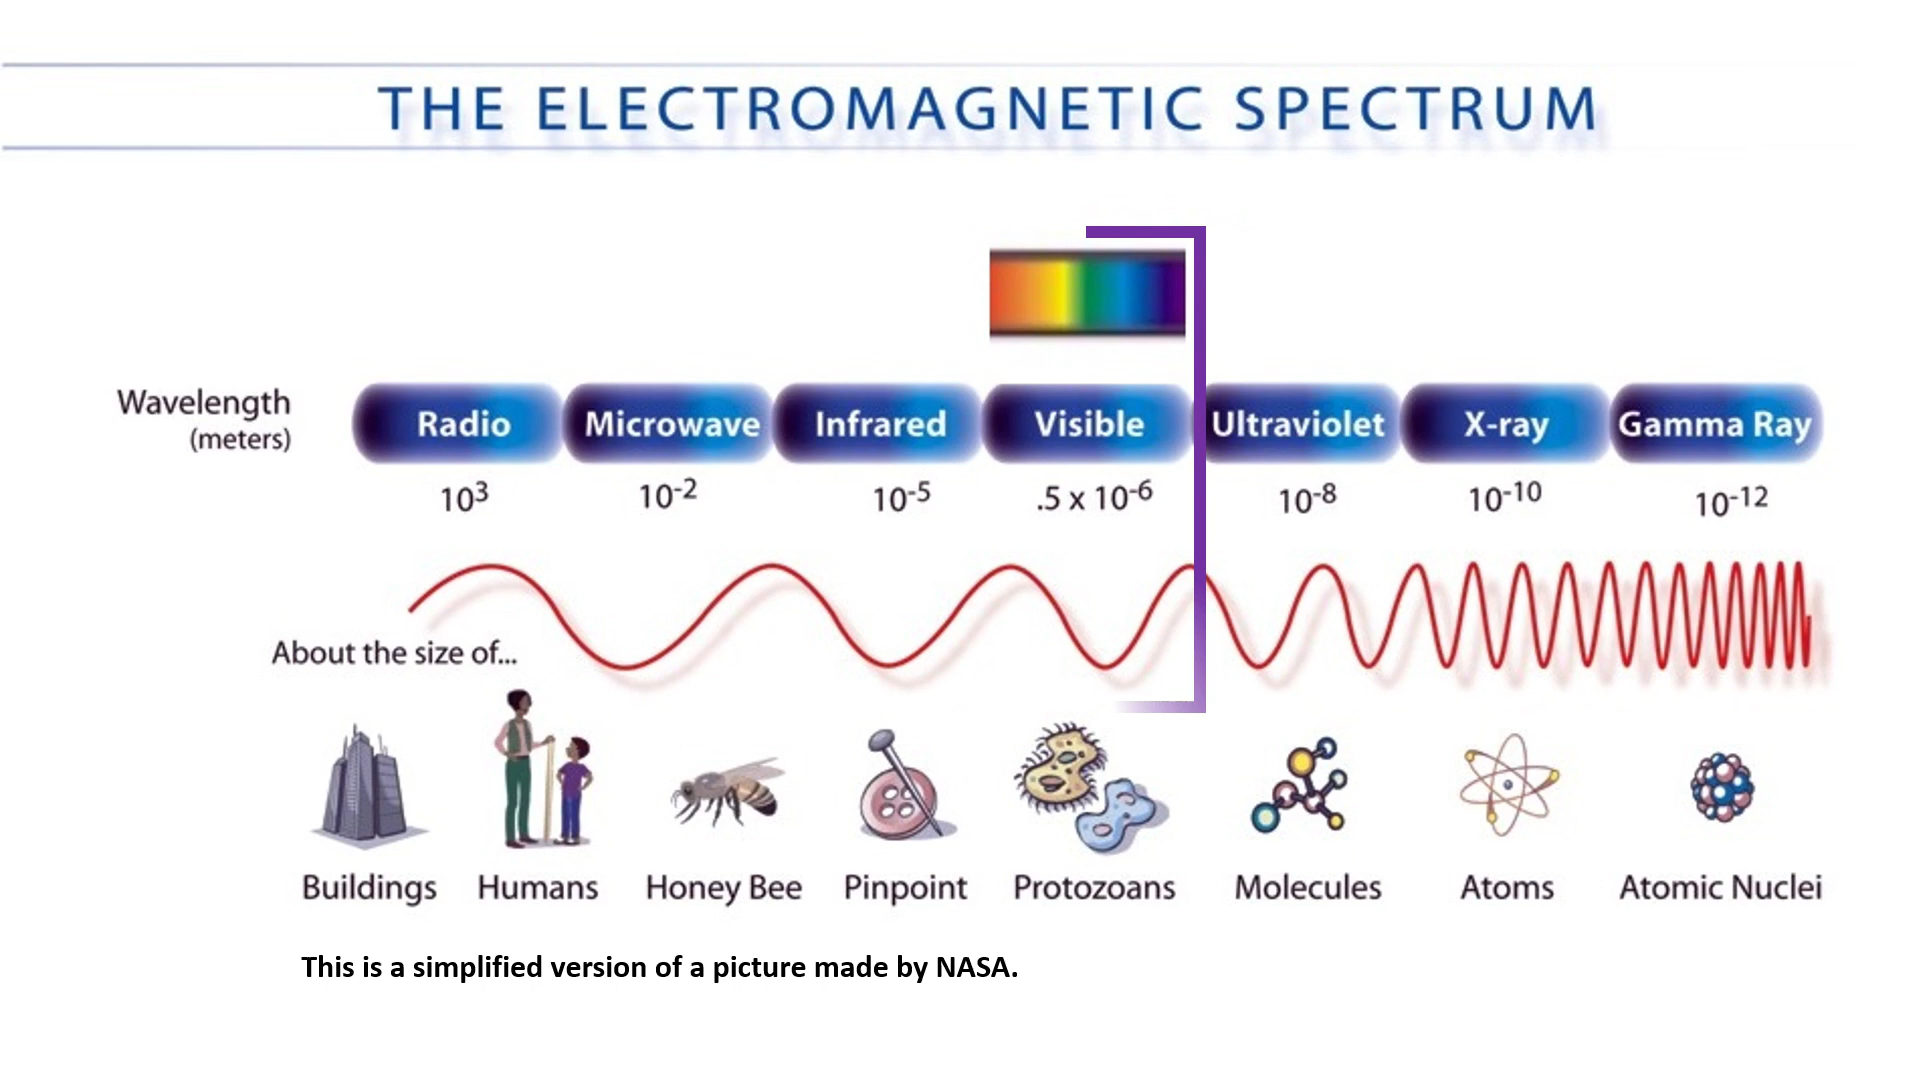 THE ELECTROMAGNETIC SPECTRUM
Wavelength
(meters)
Radio Microwave Infrared Visible Ultraviolet X-ray Gamma Ray
10³ 10⁻² 10⁻⁵ .5 x 10⁻⁶ 10⁻⁸ 10⁻¹⁰ 10⁻¹²
About the size of...
Buildings Humans Honey Bee Pinpoint Protozoans Molecules Atoms Atomic Nuclei
This is a simplified version of a picture made by NASA.